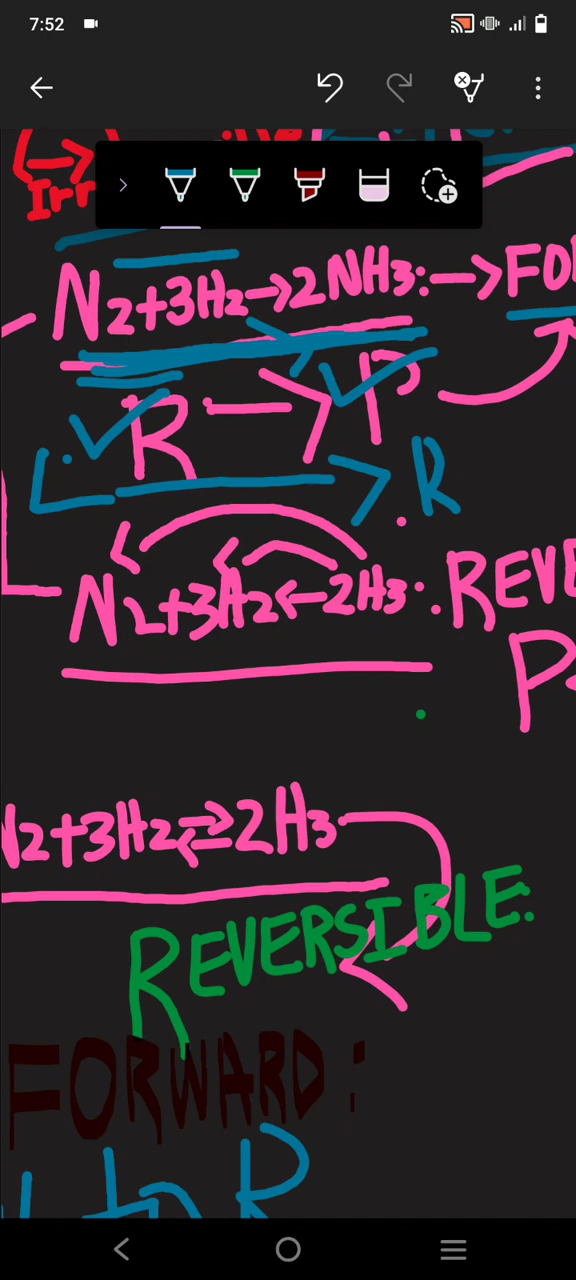 7:52
Irr
N2+3H2→2NH3:→FO
R → P
R
N2+3H2←2H3:.REVE
P
N2+3H2⇄2H3
REVERSIBLE:
FORWARD:
R